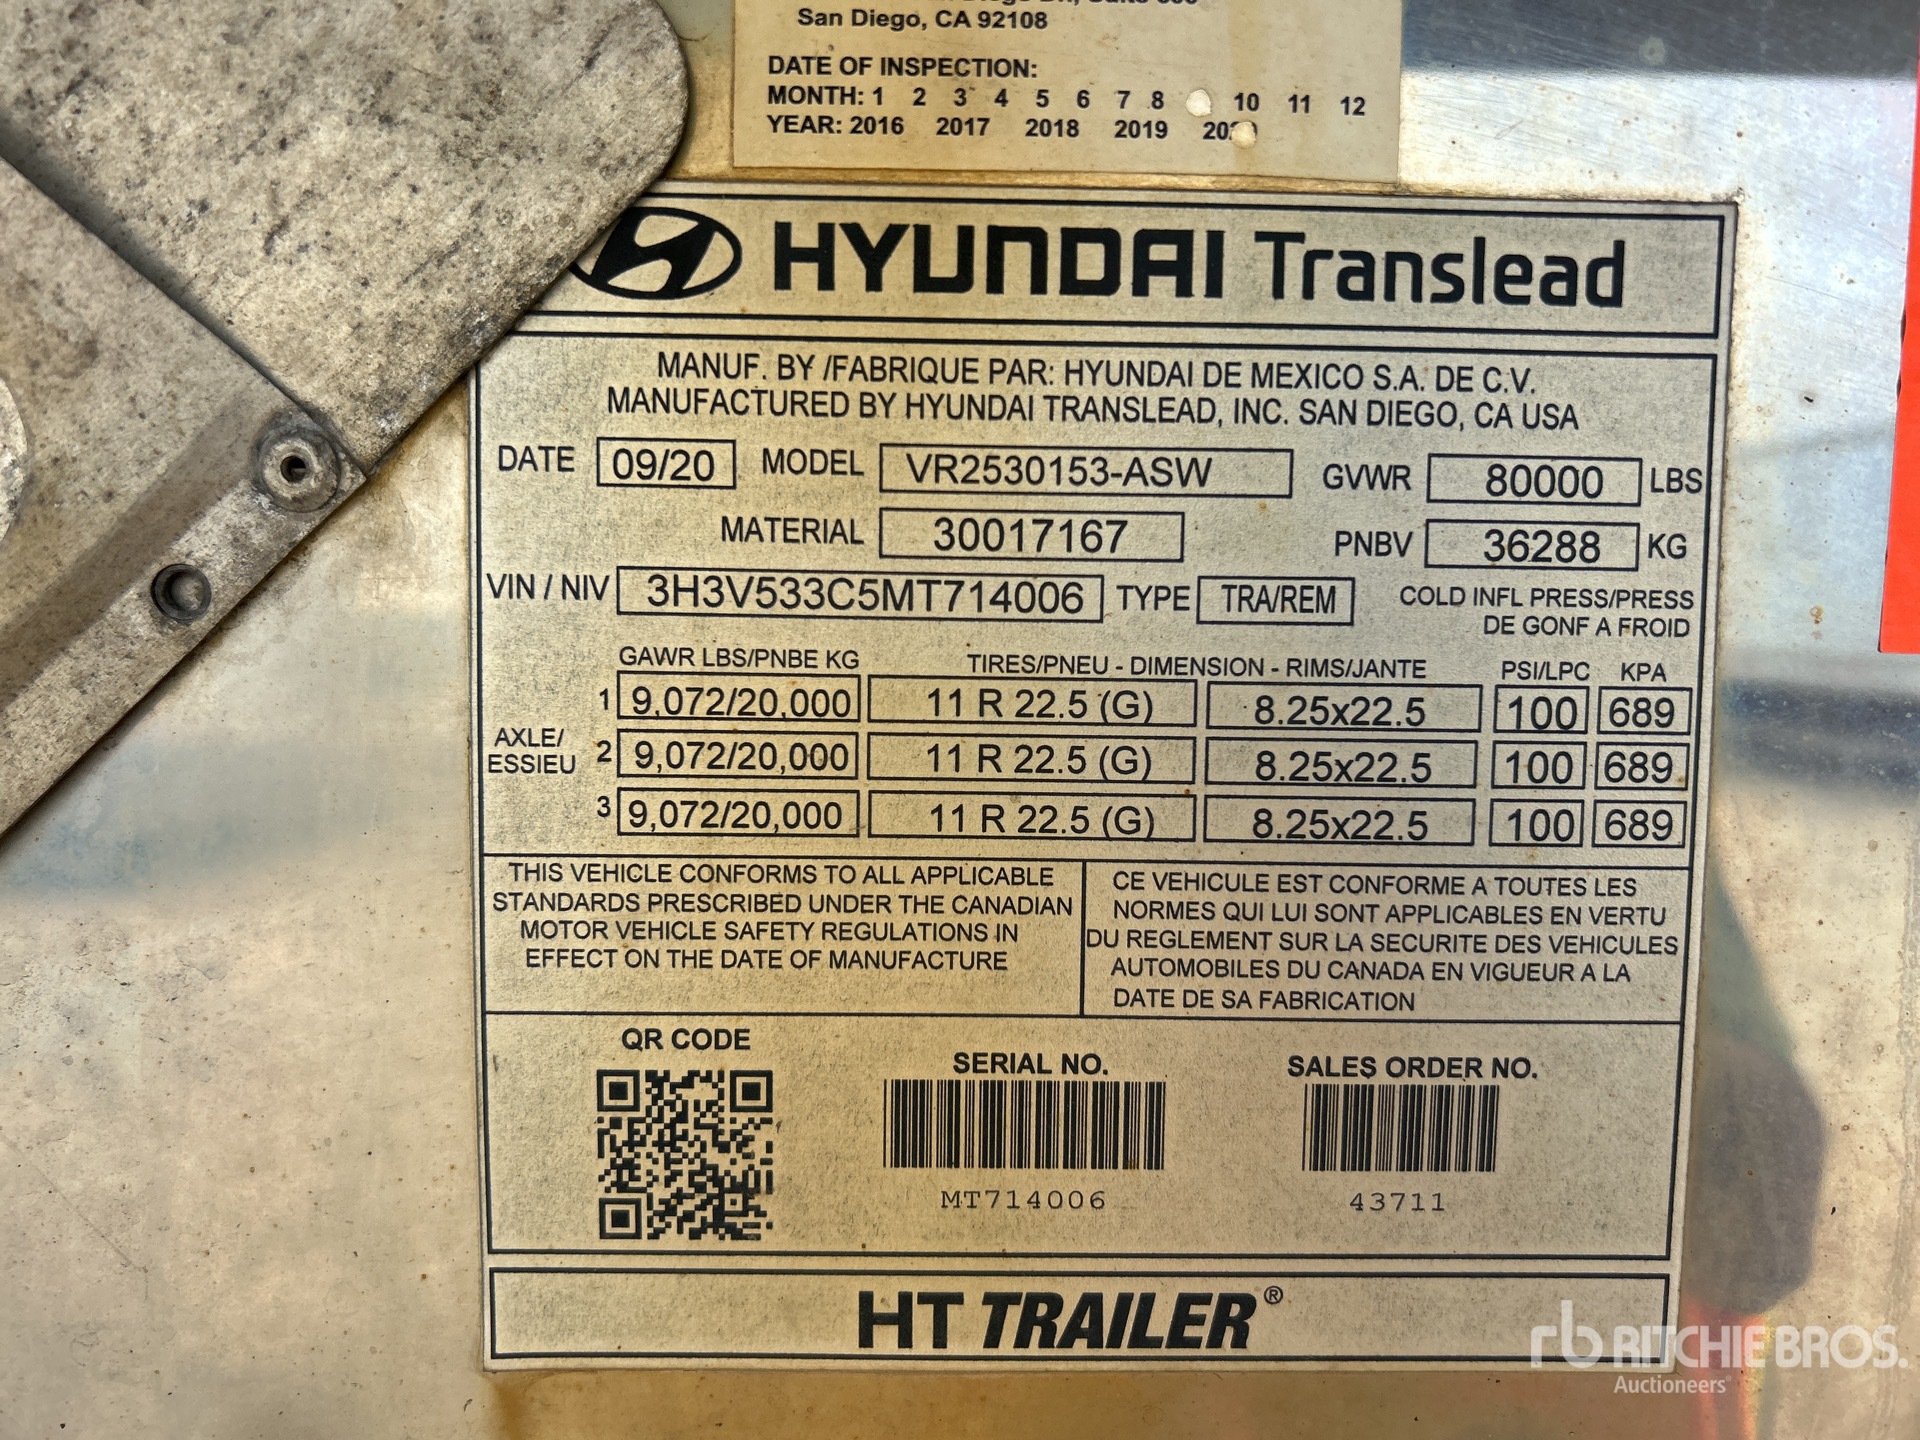 San Diego, CA 92108
DATE OF INSPECTION:
MONTH: 1 2 3 4 5 6 7 8 10 11 12
YEAR: 2016 2017 2018 2019
HYUNDAI Translead
MANUF. BY /FABRIQUE PAR: HYUNDAI DE MEXICO S.A. DE C.V.
MANUFACTURED BY HYUNDAI TRANSLEAD, INC. SAN DIEGO, CA USA
DATE 09/20 MODEL VR2530153-ASW GVWR 80000 LBS
MATERIAL 30017167 PNBV 36288 KG
VIN / NIV 3H3V533C5MT714006 TYPE TRA/REM COLD INFL PRESS/PRESS
DE GONF A FROID
GAWR LBS/PNBE KG TIRES/PNEU - DIMENSION - RIMS/JANTE PSI/LPC KPA
1 9,072/20,000 11 R 22.5 (G) 8.25x22.5 100 689
AXLE/
ESSIEU
2 9,072/20,000 11 R 22.5 (G) 8.25x22.5 100 689
3 9,072/20,000 11 R 22.5 (G) 8.25x22.5 100 689
THIS VEHICLE CONFORMS TO ALL APPLICABLE
STANDARDS PRESCRIBED UNDER THE CANADIAN
MOTOR VEHICLE SAFETY REGULATIONS IN
EFFECT ON THE DATE OF MANUFACTURE
CE VEHICULE EST CONFORME A TOUTES LES
NORMES QUI LUI SONT APPLICABLES EN VERTU
DU REGLEMENT SUR LA SECURITE DES VEHICULES
AUTOMOBILES DU CANADA EN VIGUEUR A LA
DATE DE SA FABRICATION
QR CODE
SERIAL NO.
MT714006
SALES ORDER NO.
43711
HT TRAILER®
rb RITCHIE BROS.
Auctioneers